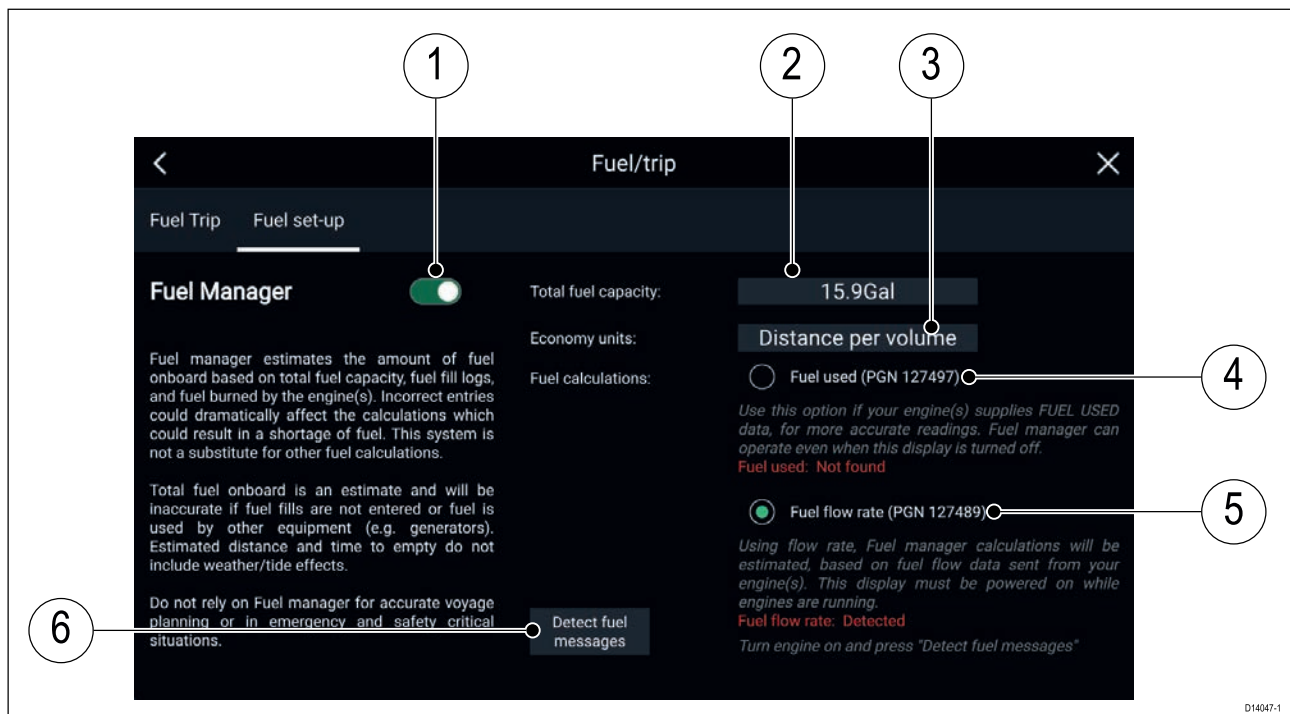 1
2
3
Fuel/trip
Fuel Trip
Fuel set-up
Fuel Manager
Fuel manager estimates the amount of fuel
onboard based on total fuel capacity, fuel fill logs,
and fuel burned by the engine(s). Incorrect entries
could dramatically affect the calculations which
could result in a shortage of fuel. This system is
not a substitute for other fuel calculations.
Total fuel onboard is an estimate and will be
inaccurate if fuel fills are not entered or fuel is
used by other equipment (e.g. generators).
Estimated distance and time to empty do not
include weather/tide effects.
Do not rely on Fuel manager for accurate voyage
planning or in emergency and safety critical
situations.
6
Total fuel capacity:
15.9Gal
Economy units:
Distance per volume
Fuel calculations:
Fuel used (PGN 127497)
4
Use this option if your engine(s) supplies FUEL USED
data, for more accurate readings. Fuel manager can
operate even when this display is turned off.
Fuel used: Not found
Fuel flow rate (PGN 127489)
5
Using flow rate, Fuel manager calculations will be
estimated, based on fuel flow data sent from your
engine(s). This display must be powered on while
engines are running.
Fuel flow rate: Detected
Detect fuel
messages
Turn engine on and press "Detect fuel messages"
D14047-1